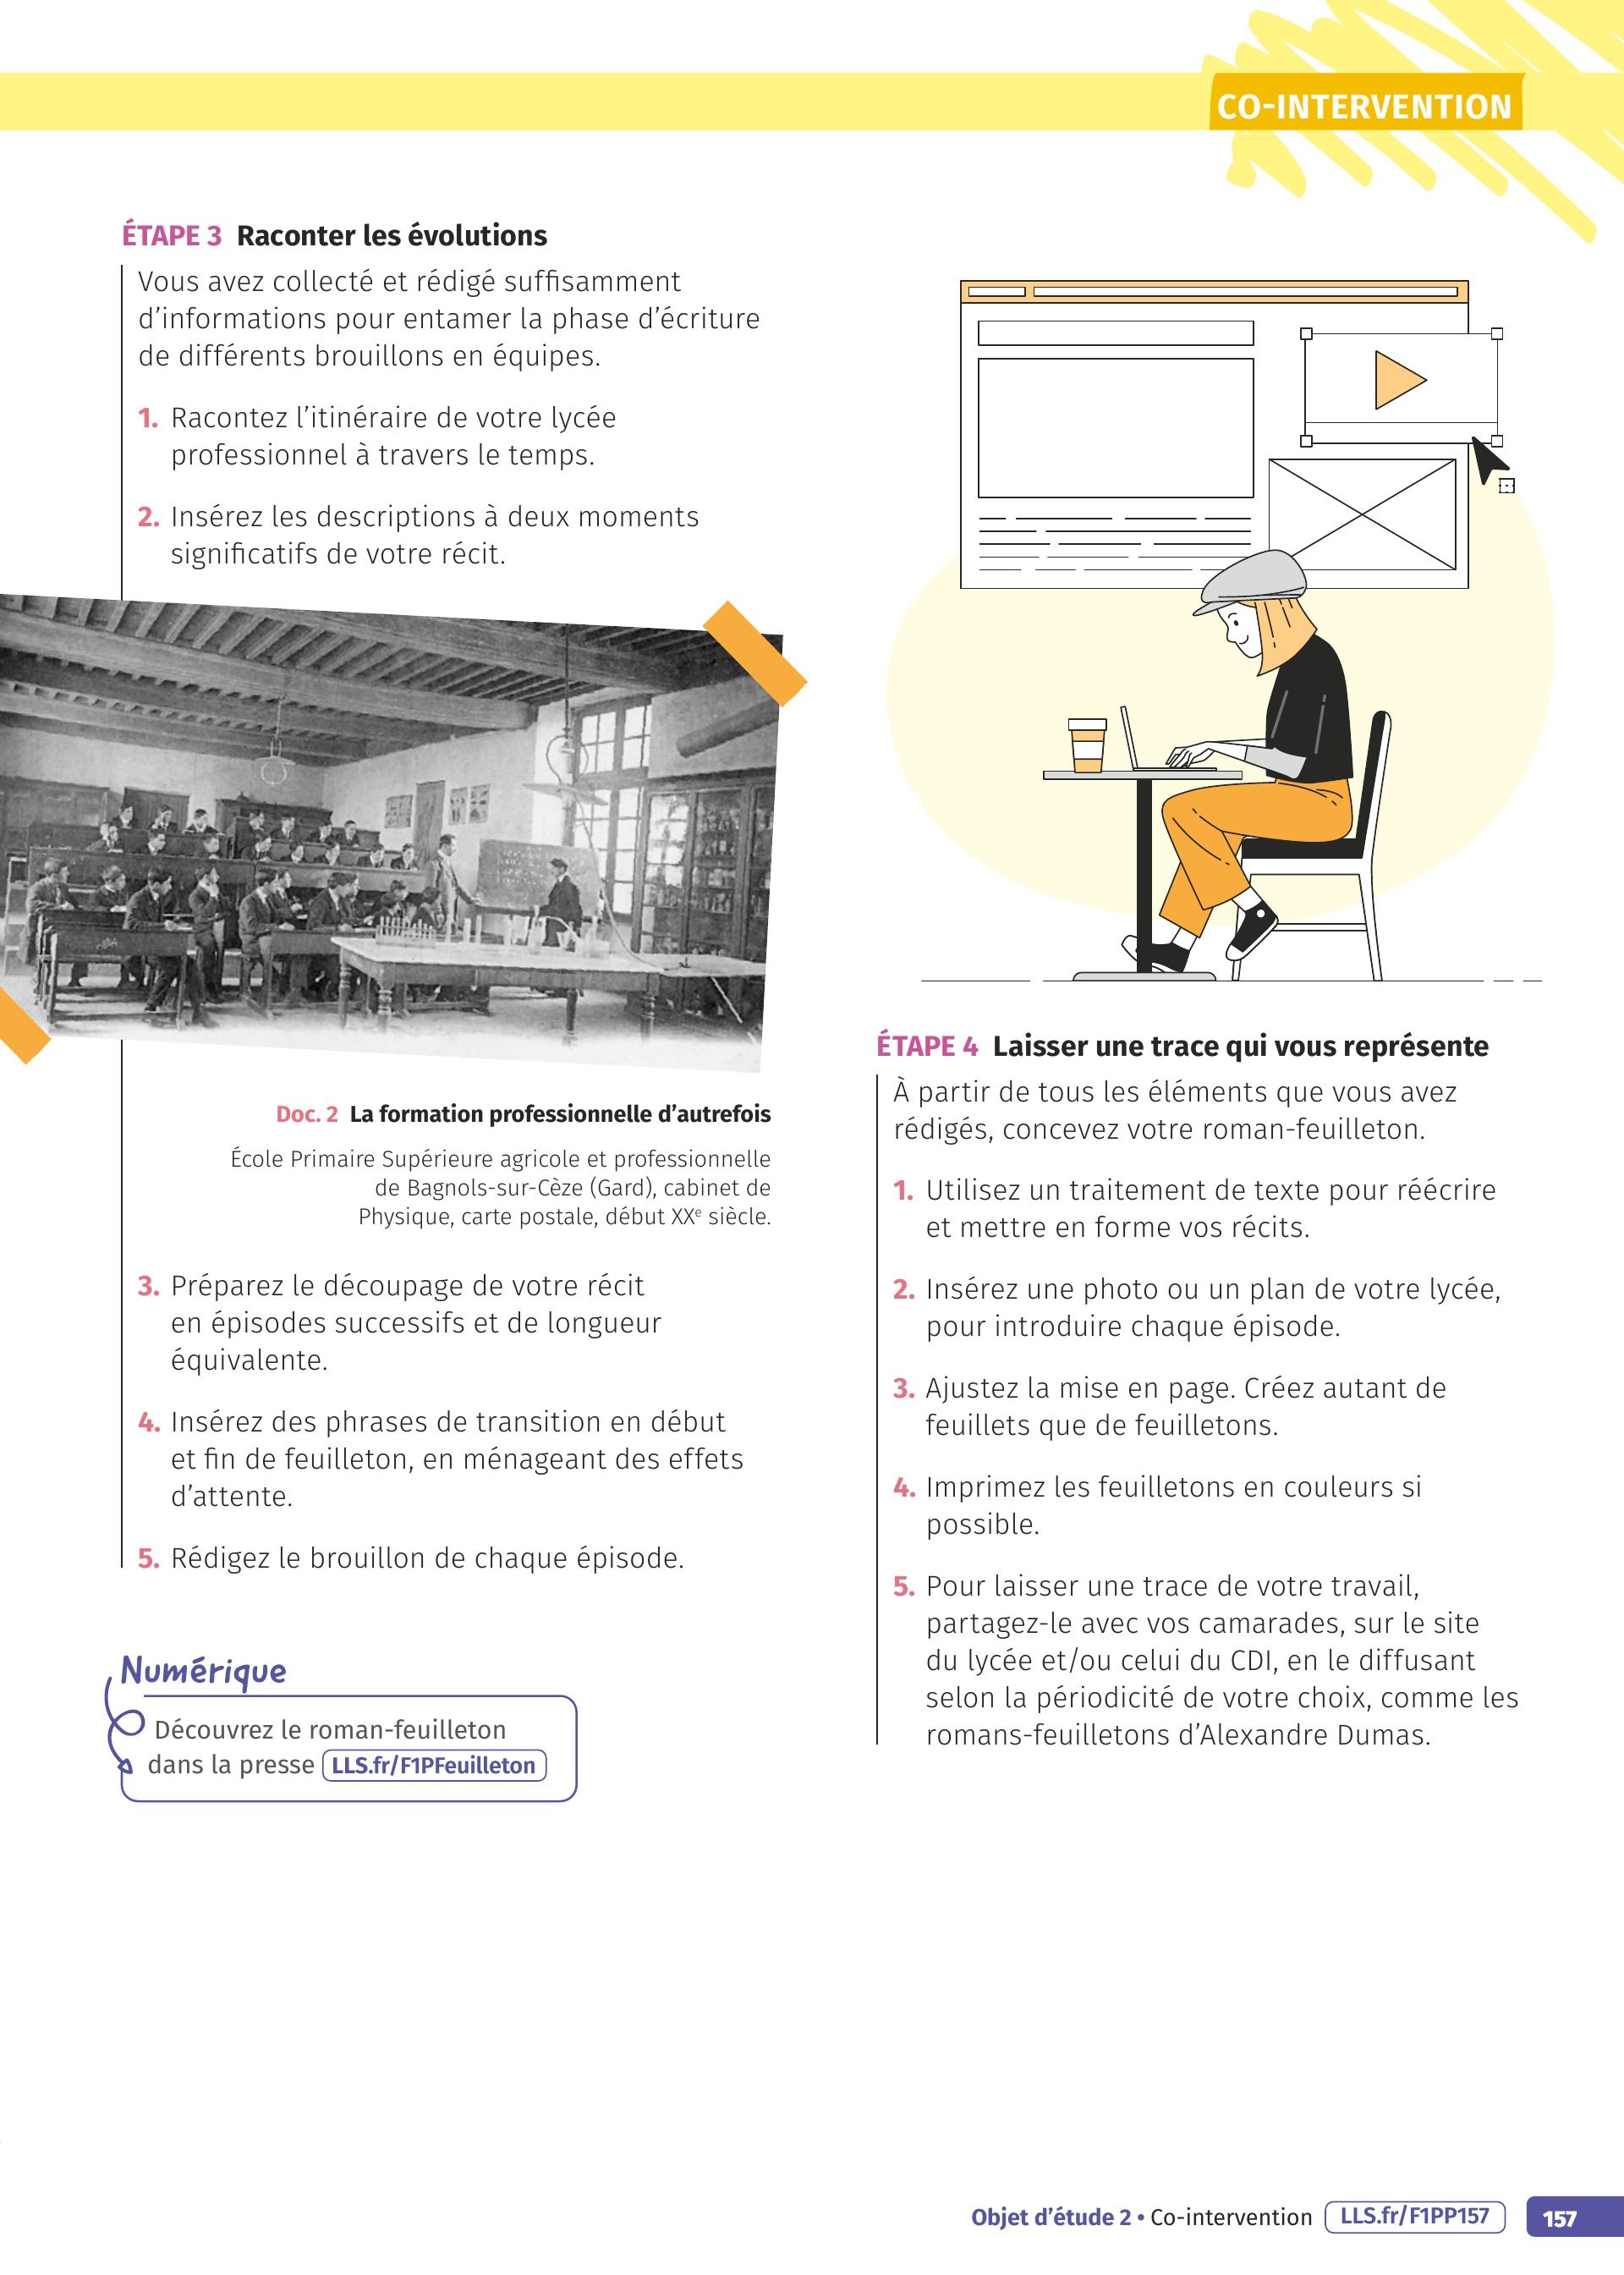 CO-INTERVENTION
ÉTAPE 3 Raconter les évolutions
Vous avez collecté et rédigé suffisamment
d’informations pour entamer la phase d’écriture
de différents brouillons en équipes.
1. Racontez l’itinéraire de votre lycée
professionnel à travers le temps.
2. Insérez les descriptions à deux moments
significatifs de votre récit.
Doc. 2 La formation professionnelle d’autrefois
École Primaire Supérieure agricole et professionnelle
de Bagnols-sur-Cèze (Gard), cabinet de
Physique, carte postale, début XXe siècle.
3. Préparez le découpage de votre récit
en épisodes successifs et de longueur
équivalente.
4. Insérez des phrases de transition en début
et fin de feuilleton, en ménageant des effets
d’attente.
5. Rédigez le brouillon de chaque épisode.
Numérique
Découvrez le roman-feuilleton
dans la presse LLS.fr/F1PFeuilleton
ÉTAPE 4 Laisser une trace qui vous représente
À partir de tous les éléments que vous avez
rédigés, concevez votre roman-feuilleton.
1. Utilisez un traitement de texte pour réécrire
et mettre en forme vos récits.
2. Insérez une photo ou un plan de votre lycée,
pour introduire chaque épisode.
3. Ajustez la mise en page. Créez autant de
feuillets que de feuilletons.
4. Imprimez les feuilletons en couleurs si
possible.
5. Pour laisser une trace de votre travail,
partagez-le avec vos camarades, sur le site
du lycée et/ou celui du CDI, en le diffusant
selon la périodicité de votre choix, comme les
romans-feuilletons d’Alexandre Dumas.
Objet d’étude 2 • Co-intervention LLS.fr/F1PP157 157